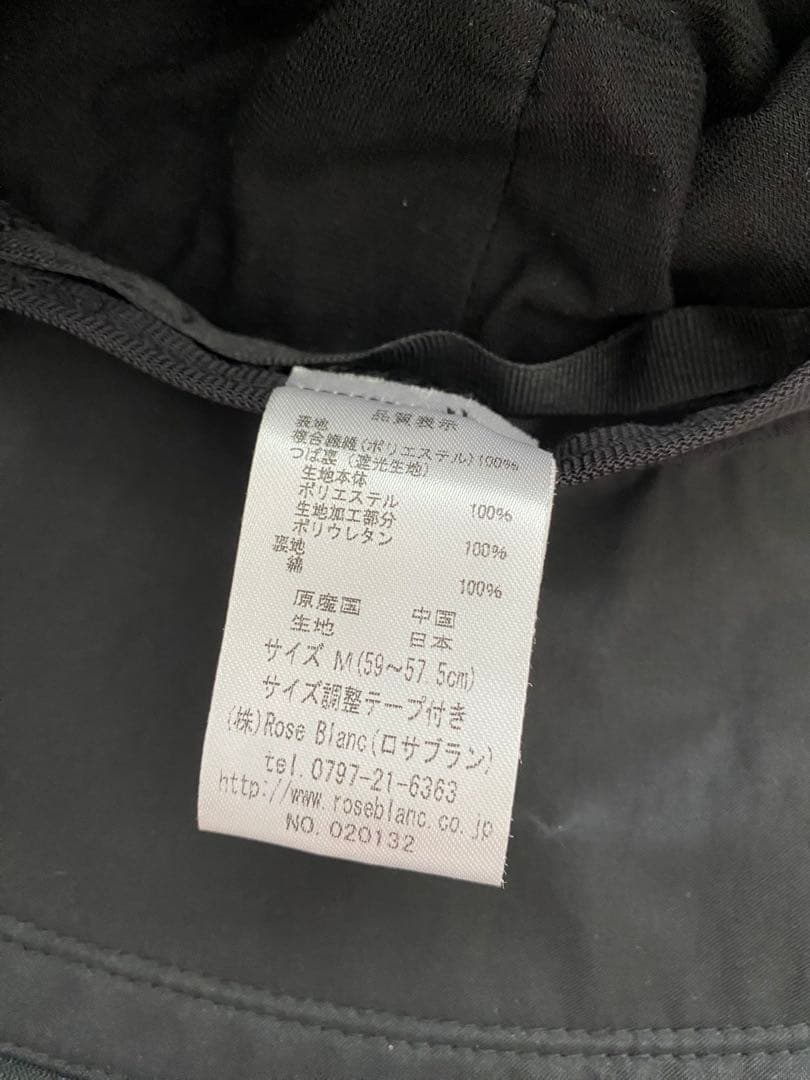 品質表示
表地
複合繊維(ポリエステル)100%
つば裏 (遮光生地)
生地本体
ポリエステル 100%
生地加工部分
ポリウレタン 100%
裏地
綿 100%
原産国 中国
生地 日本
サイズ M(59~57.5cm)
サイズ調整テープ付き
(株)Rose Blanc(ロサブラン)
tel.0797-21-6363
http://www.roseblanc.co.jp
NO. 020132